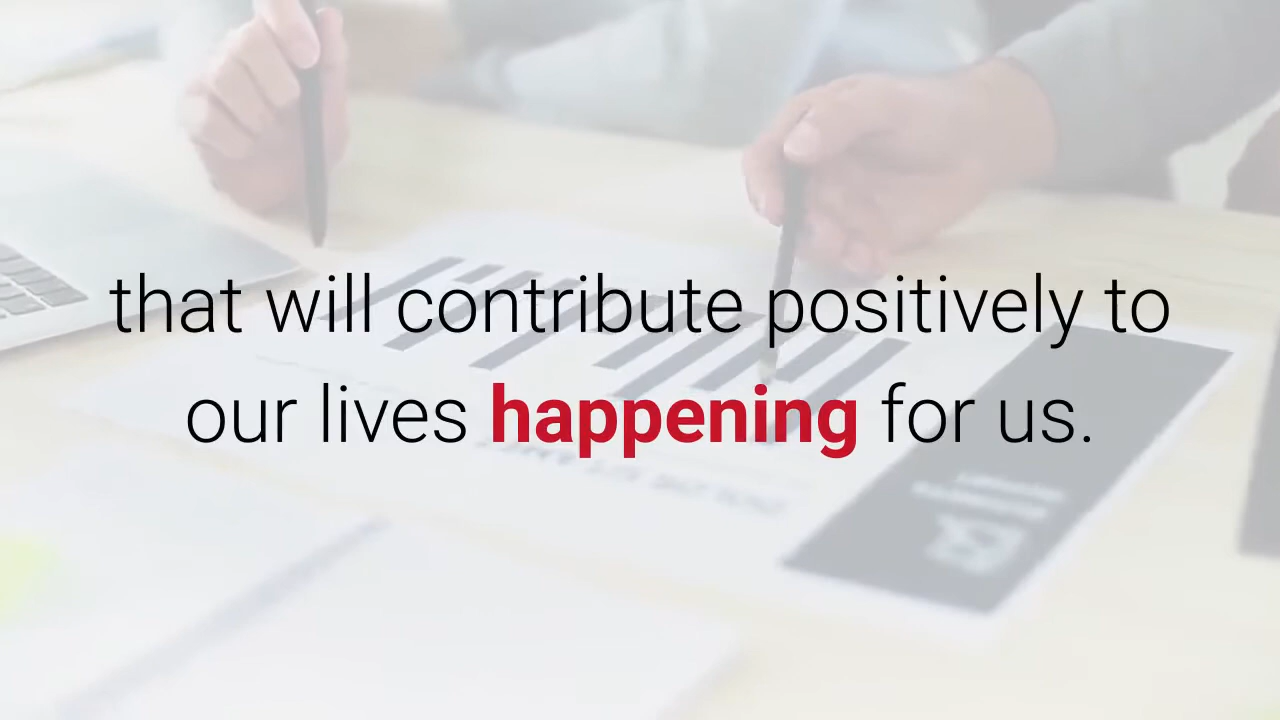 that will contribute positively to
our lives happening for us.